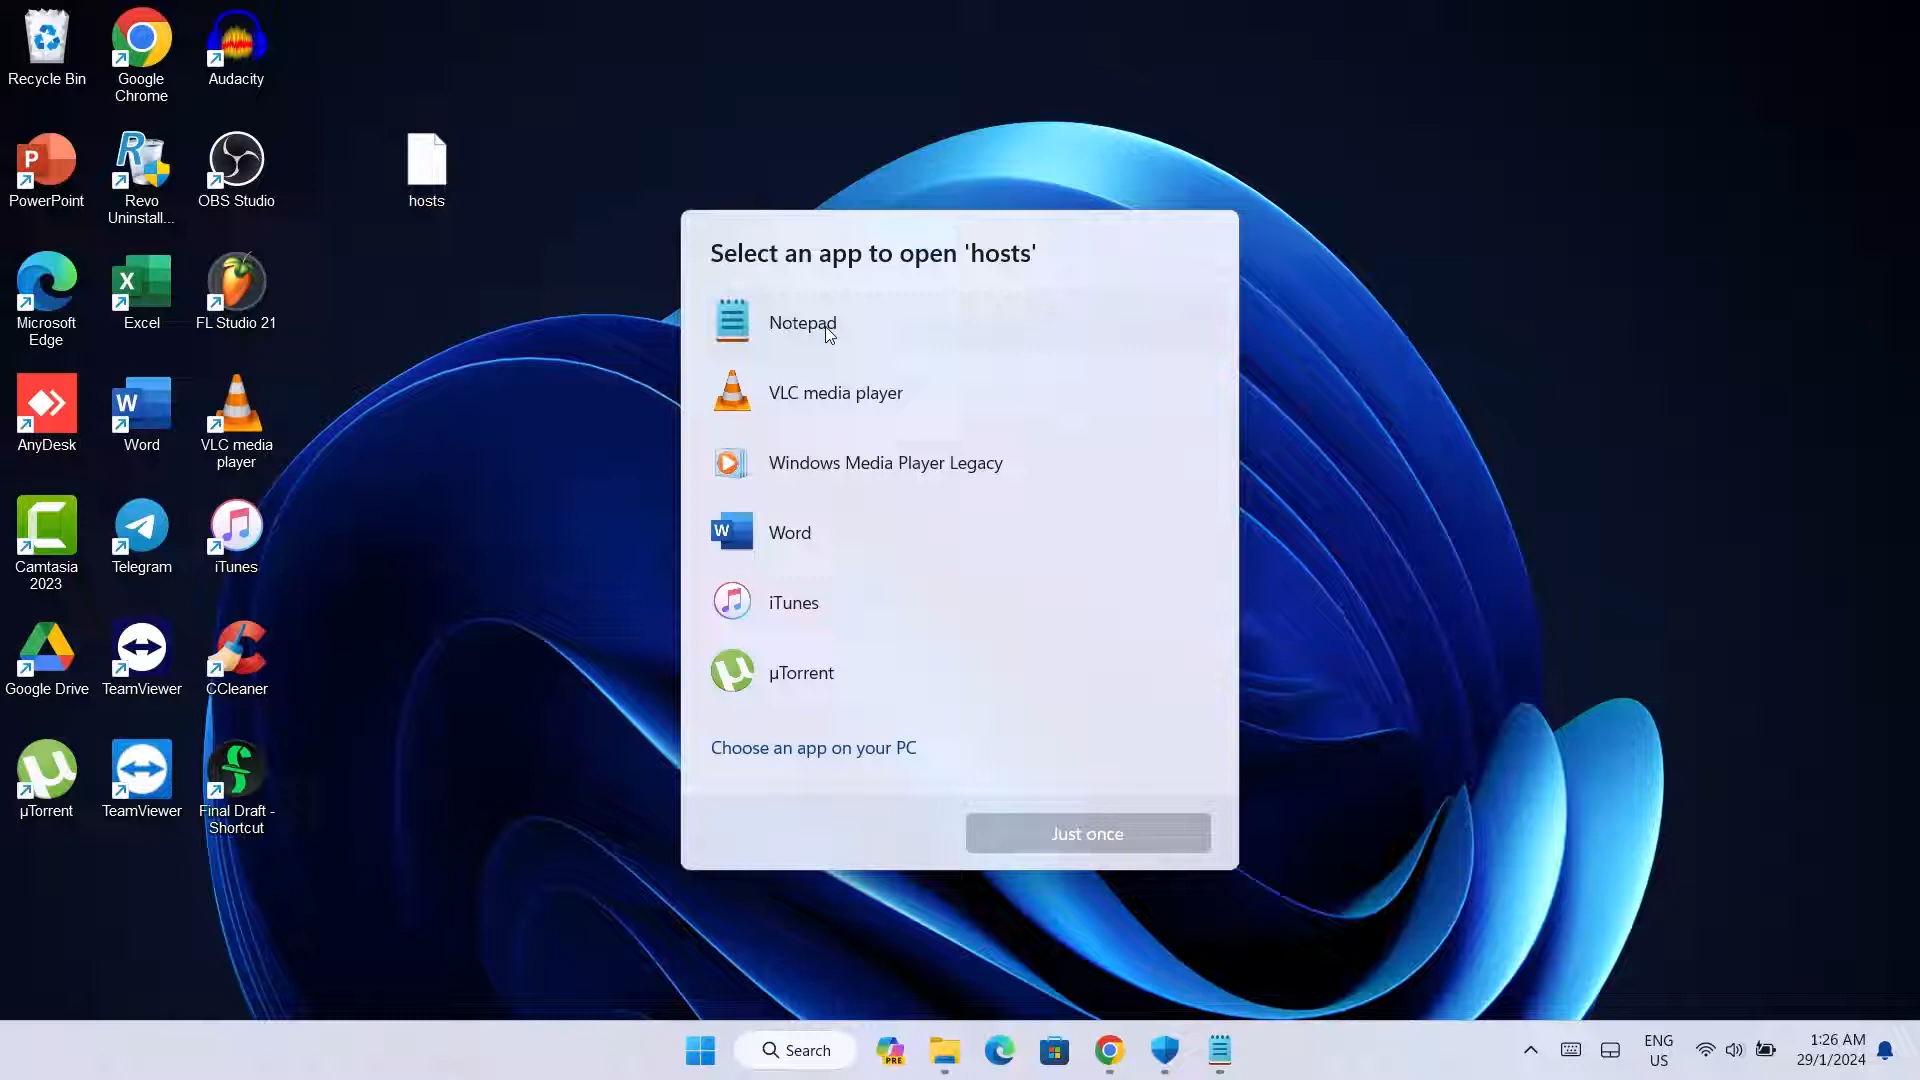 Recycle Bin
Google
Chrome
Audacity
PowerPoint
Revo
Uninstall...
OBS Studio
hosts
Microsoft
Edge
Excel
FL Studio 21
AnyDesk
Word
VLC media
player
Camtasia
2023
Telegram
iTunes
Google Drive
TeamViewer
CCleaner
µTorrent
TeamViewer
Final Draft -
Shortcut
Select an app to open 'hosts'
Notepad
VLC media player
Windows Media Player Legacy
Word
iTunes
µTorrent
Choose an app on your PC
Just once
Search
PRE
ENG
US
1:26 AM
29/1/2024